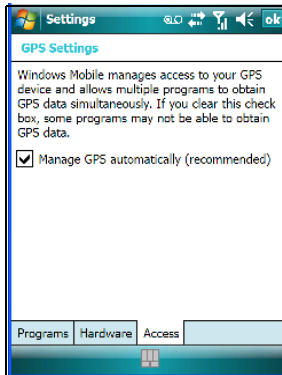 Settings
ok
GPS Settings
Windows Mobile manages access to your GPS
device and allows multiple programs to obtain
GPS data simultaneously. If you clear this check
box, some programs may not be able to obtain
GPS data.
Manage GPS automatically (recommended)
Programs Hardware Access